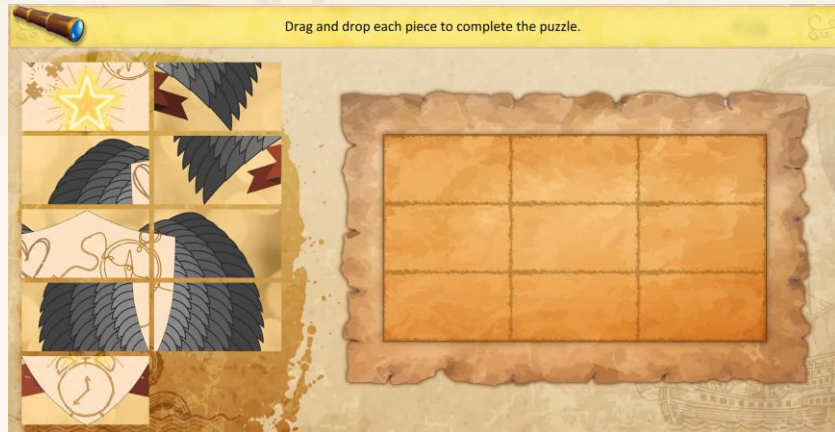 Drag and drop each piece to complete the puzzle.